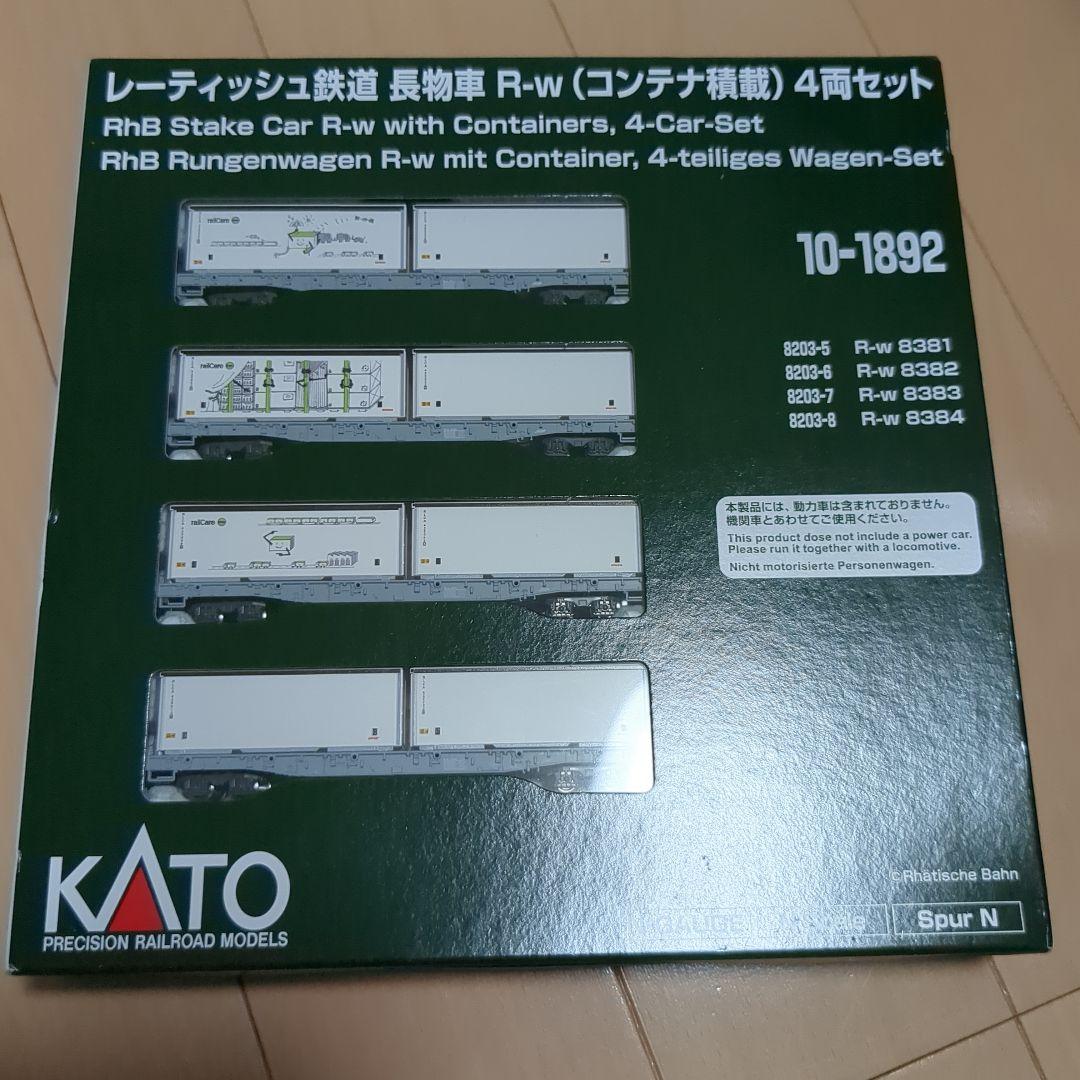 レーティッシュ鉄道 長物車 R-w(コンテナ積載)4両セット
RhB Stake Car R-w with Containers, 4-Car-Set
RhB Rungenwagen R-w mit Container, 4-teiliges Wagen-Set
10-1892
8203-5 R-w 8381
8203-6 R-w 8382
8203-7 R-w 8383
8203-8 R-w 8384
railCare
railCare
railCare
本製品には、動力車は含まれておりません。
機関車とあわせてご使用ください。
This product dose not include a power car.
Please run it together with a locomotive.
Nicht motorisierte Personenwagen.
KATO
PRECISION RAILROAD MODELS
©Rhätische Bahn
Spur N